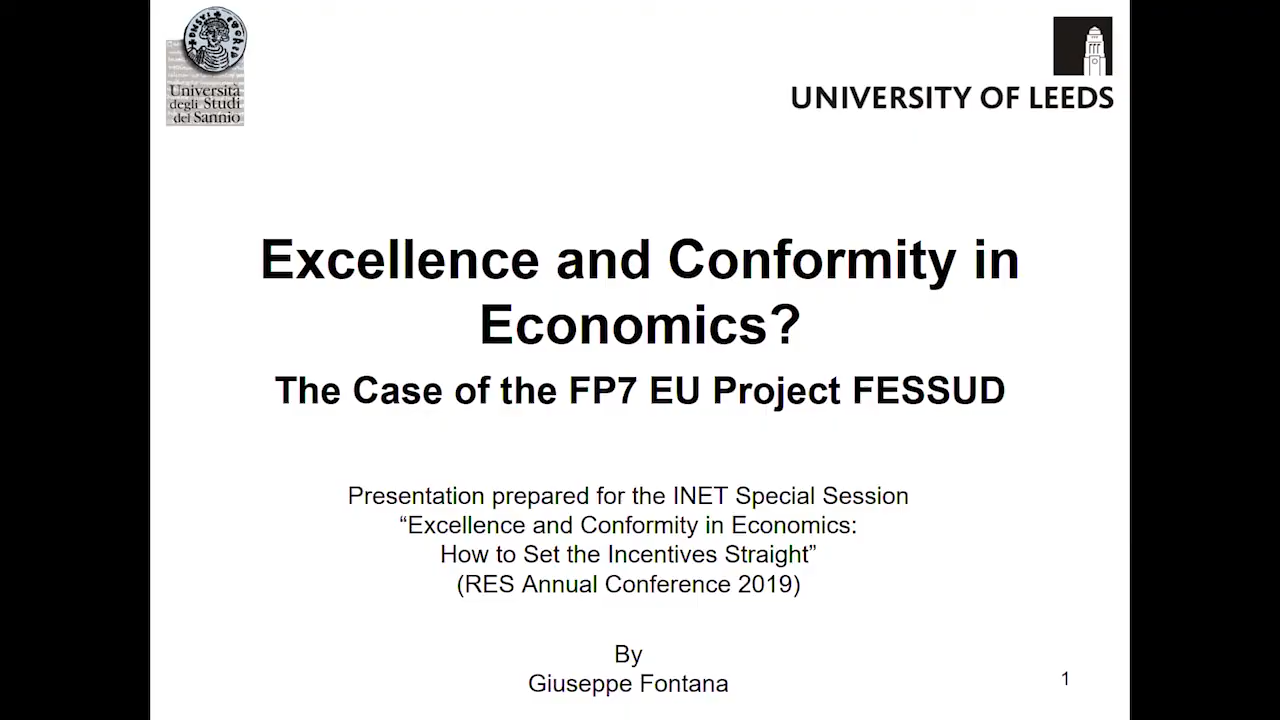 Università
degli Studi
del Sannio
UNIVERSITY OF LEEDS
Excellence and Conformity in
Economics?
The Case of the FP7 EU Project FESSUD
Presentation prepared for the INET Special Session
“Excellence and Conformity in Economics:
How to Set the Incentives Straight”
(RES Annual Conference 2019)
By
Giuseppe Fontana
1